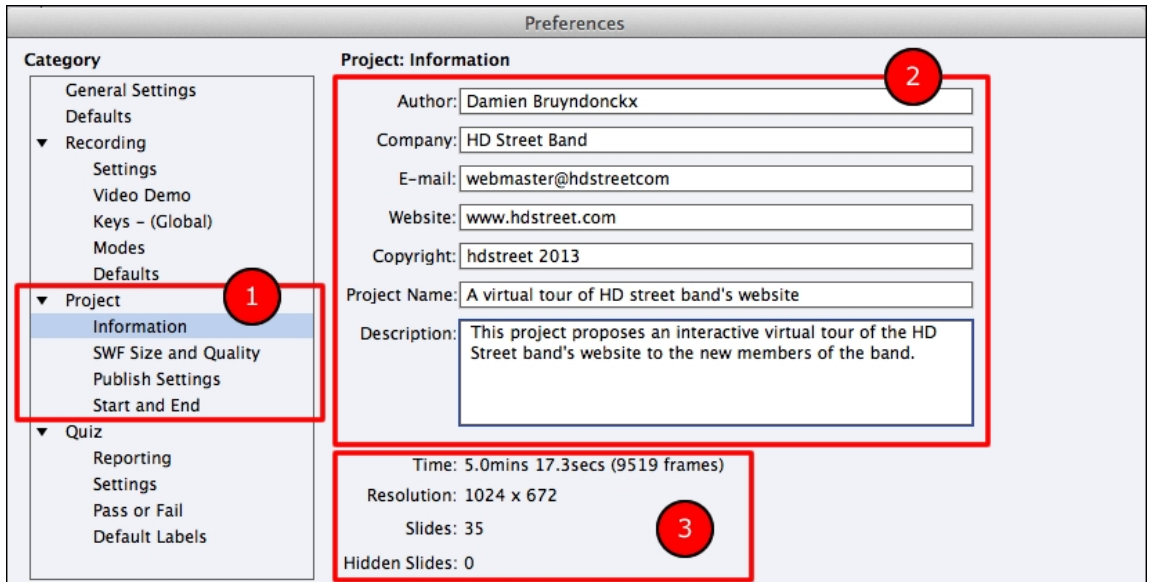 Preferences
Category
General Settings
Defaults
▼ Recording
Settings
Video Demo
Keys - (Global)
Modes
Defaults
▼ Project
1
Information
SWF Size and Quality
Publish Settings
Start and End
▼ Quiz
Reporting
Settings
Pass or Fail
Default Labels
Project: Information
2
Author: Damien Bruyndonckx
Company: HD Street Band
E-mail: webmaster@hdstreetcom
Website: www.hdstreet.com
Copyright: hdstreet 2013
Project Name: A virtual tour of HD street band's website
Description: This project proposes an interactive virtual tour of the HD
Street band's website to the new members of the band.
Time: 5.0mins 17.3secs (9519 frames)
Resolution: 1024 x 672
Slides: 35
3
Hidden Slides: 0